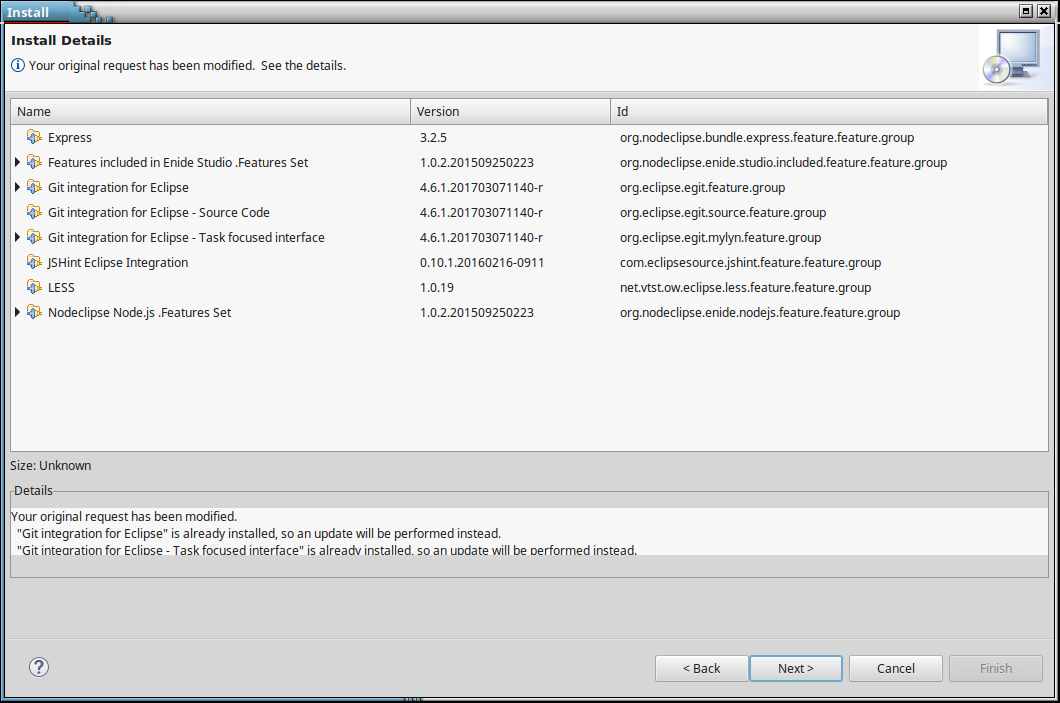 Install
Install Details
Your original request has been modified.  See the details.
Name Version Id
Express 3.2.5 org.nodeclipse.bundle.express.feature.feature.group
Features included in Enide Studio .Features Set 1.0.2.201509250223 org.nodeclipse.enide.studio.included.feature.feature.group
Git integration for Eclipse 4.6.1.201703071140-r org.eclipse.egit.feature.group
Git integration for Eclipse - Source Code 4.6.1.201703071140-r org.eclipse.egit.source.feature.group
Git integration for Eclipse - Task focused interface 4.6.1.201703071140-r org.eclipse.egit.mylyn.feature.group
JSHint Eclipse Integration 0.10.1.20160216-0911 com.eclipsesource.jshint.feature.feature.group
LESS 1.0.19 net.vtst.ow.eclipse.less.feature.feature.group
Nodeclipse Node.js .Features Set 1.0.2.201509250223 org.nodeclipse.enide.nodejs.feature.feature.group
Size: Unknown
Details
Your original request has been modified.
"Git integration for Eclipse" is already installed, so an update will be performed instead.
"Git integration for Eclipse - Task focused interface" is already installed, so an update will be performed instead.
? < Back Next > Cancel Finish